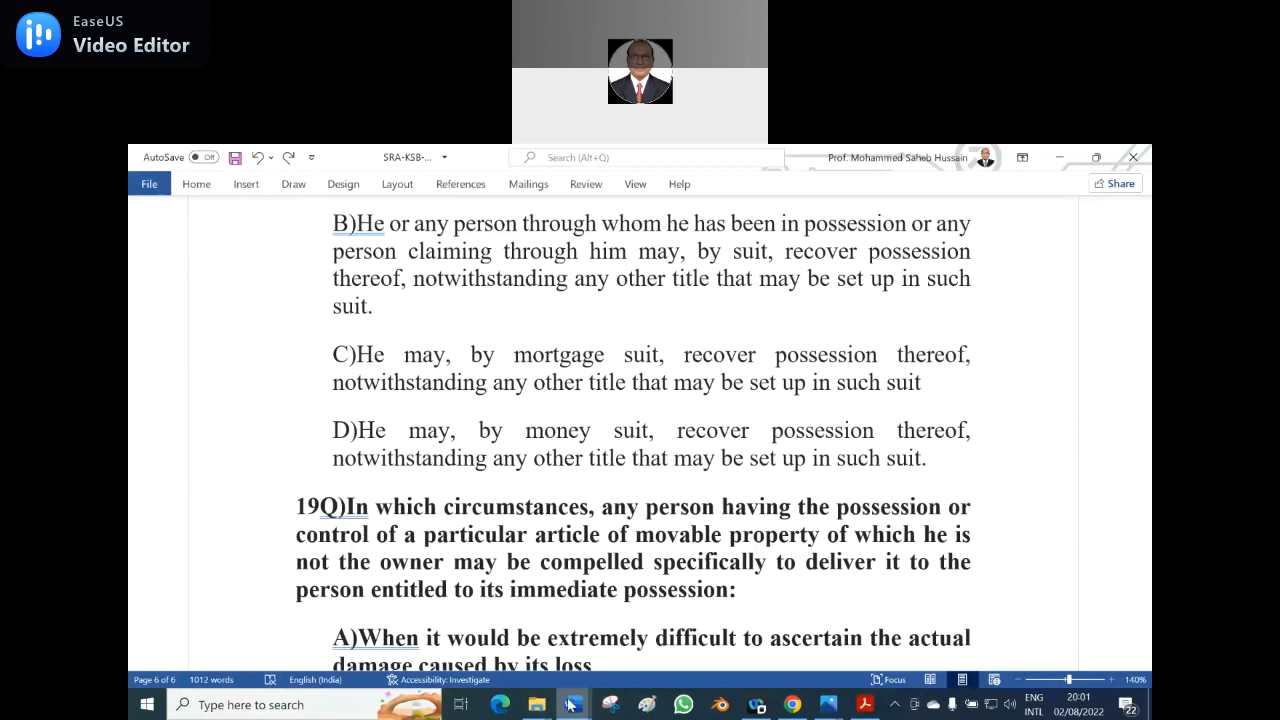 EaseUS
Video Editor
AutoSave Off SRA-KSB-... Search (Alt+Q) Prof. Mohammed Saheb Hussain
File Home Insert Draw Design Layout References Mailings Review View Help Share
B)He or any person through whom he has been in possession or any
person claiming through him may, by suit, recover possession
thereof, notwithstanding any other title that may be set up in such
suit.
C)He may, by mortgage suit, recover possession thereof,
notwithstanding any other title that may be set up in such suit
D)He may, by money suit, recover possession thereof,
notwithstanding any other title that may be set up in such suit.
19Q)In which circumstances, any person having the possession or
control of a particular article of movable property of which he is
not the owner may be compelled specifically to deliver it to the
person entitled to its immediate possession:
A)When it would be extremely difficult to ascertain the actual
damage caused by its loss
Page 6 of 6 1012 words English (India) Accessibility: Investigate Focus 140%
Type here to search ENG 20:01
INTL 02/08/2022 22